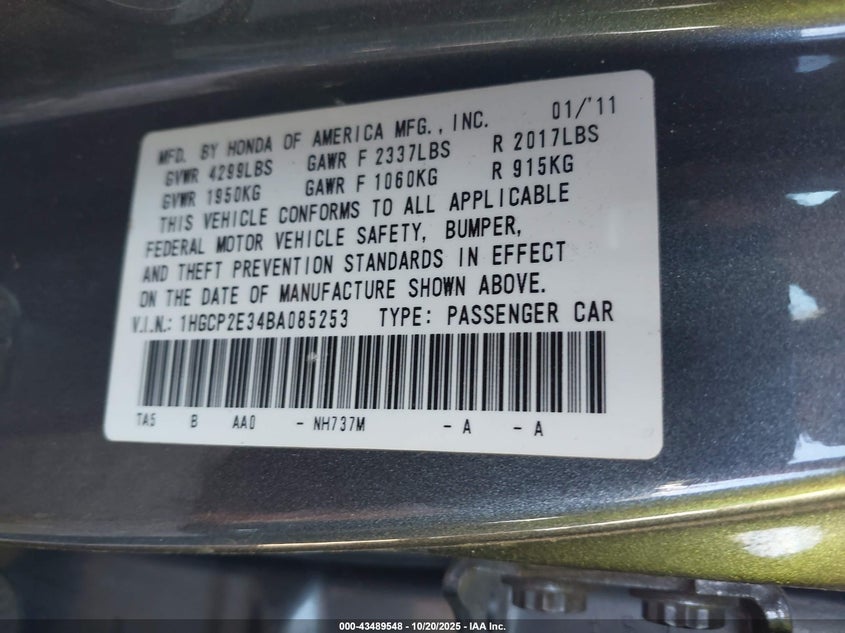 MFD. BY HONDA OF AMERICA MFG., INC. 01/'11
GVWR 4299LBS GAWR F 2337LBS R 2017LBS
GVWR 1950KG GAWR F 1060KG R 915KG
THIS VEHICLE CONFORMS TO ALL APPLICABLE
FEDERAL MOTOR VEHICLE SAFETY, BUMPER,
AND THEFT PREVENTION STANDARDS IN EFFECT
ON THE DATE OF MANUFACTURE SHOWN ABOVE.
V.I.N.: 1HGCP2E34BA085253 TYPE: PASSENGER CAR
TA5 B AA0 - NH737M - A - A
000-43489548 - 10/20/2025 - IAA Inc.